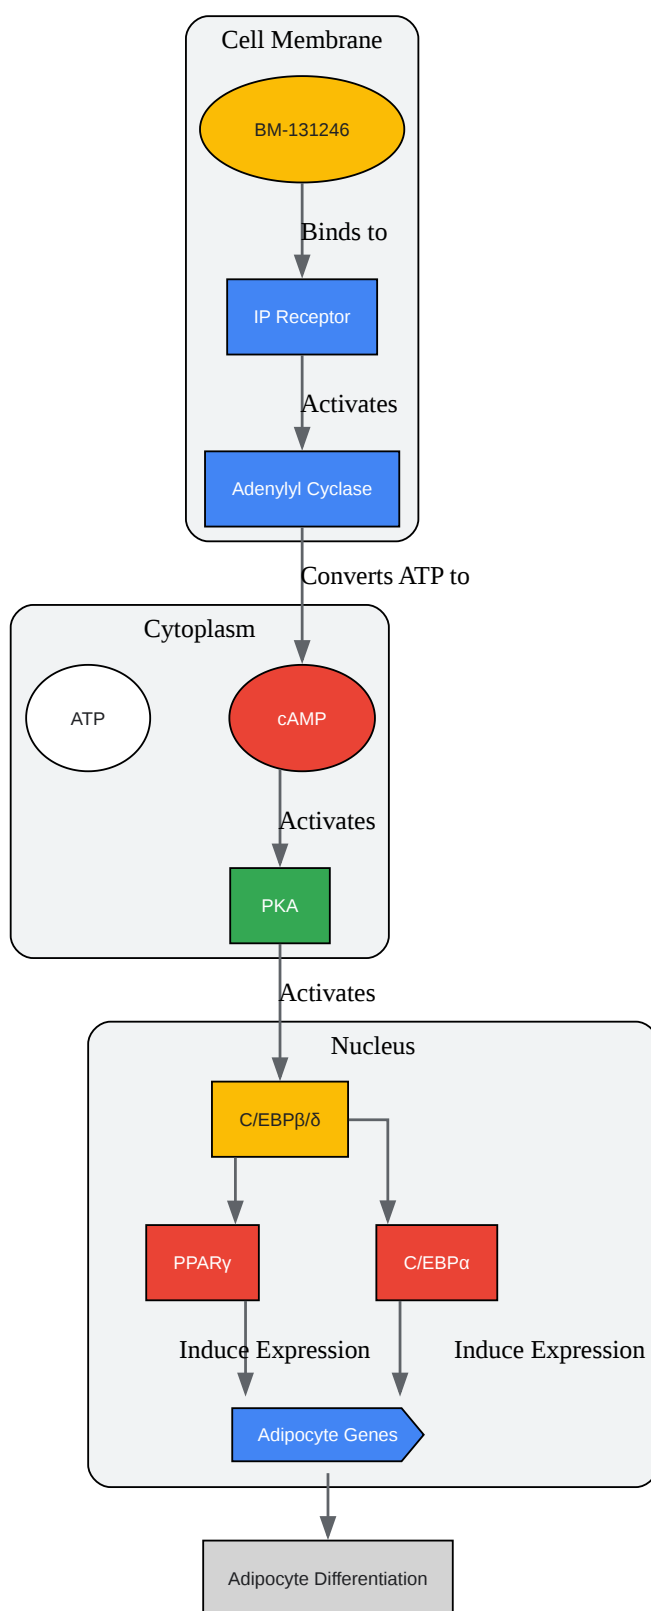 Cell Membrane
BM-131246
Binds to
IP Receptor
Activates
Adenylyl Cyclase
Converts ATP to
Cytoplasm
ATP
cAMP
Activates
PKA
Activates
Nucleus
C/EBPβ/δ
PPARγ
C/EBPα
Induce Expression
Induce Expression
Adipocyte Genes
Adipocyte Differentiation